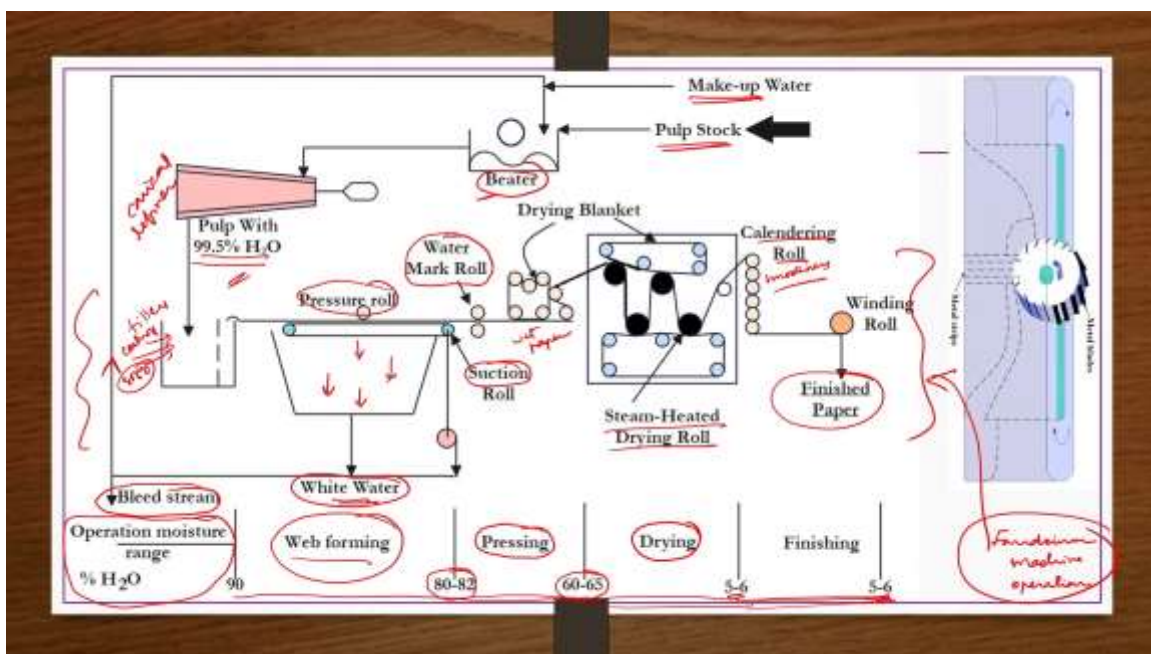 Make-up Water
Pulp Stock
Beater
conical
refiner
Pulp With
99.5% H₂O
Drying Blanket
Water
Mark Roll
Calendering
Roll
Pressure roll
Winding
Roll
fillers
wet
paper
Suction
Roll
Finished
Paper
Steam-Heated
Drying Roll
Metal strips
Metal blades
White Water
Bleed stream
Operation moisture
range
% H₂O
Web forming
Pressing
Drying
Finishing
90
80-82
60-65
5-6
5-6
machine
operation